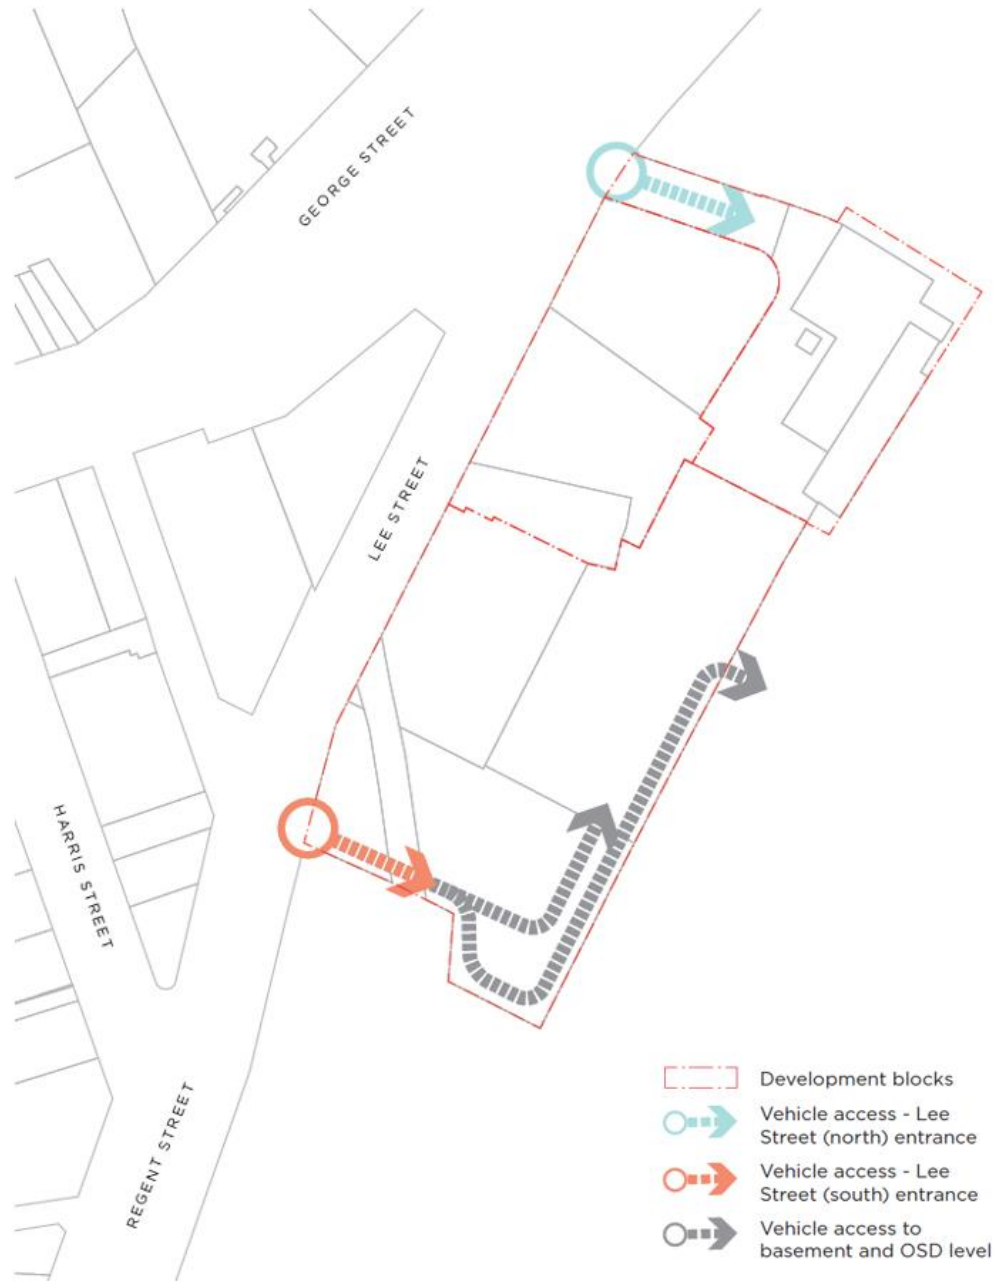 GEORGE STREET
LEE STREET
HARRIS STREET
REGENT STREET
Development blocks
Vehicle access - Lee
Street (north) entrance
Vehicle access - Lee
Street (south) entrance
Vehicle access to
basement and OSD level